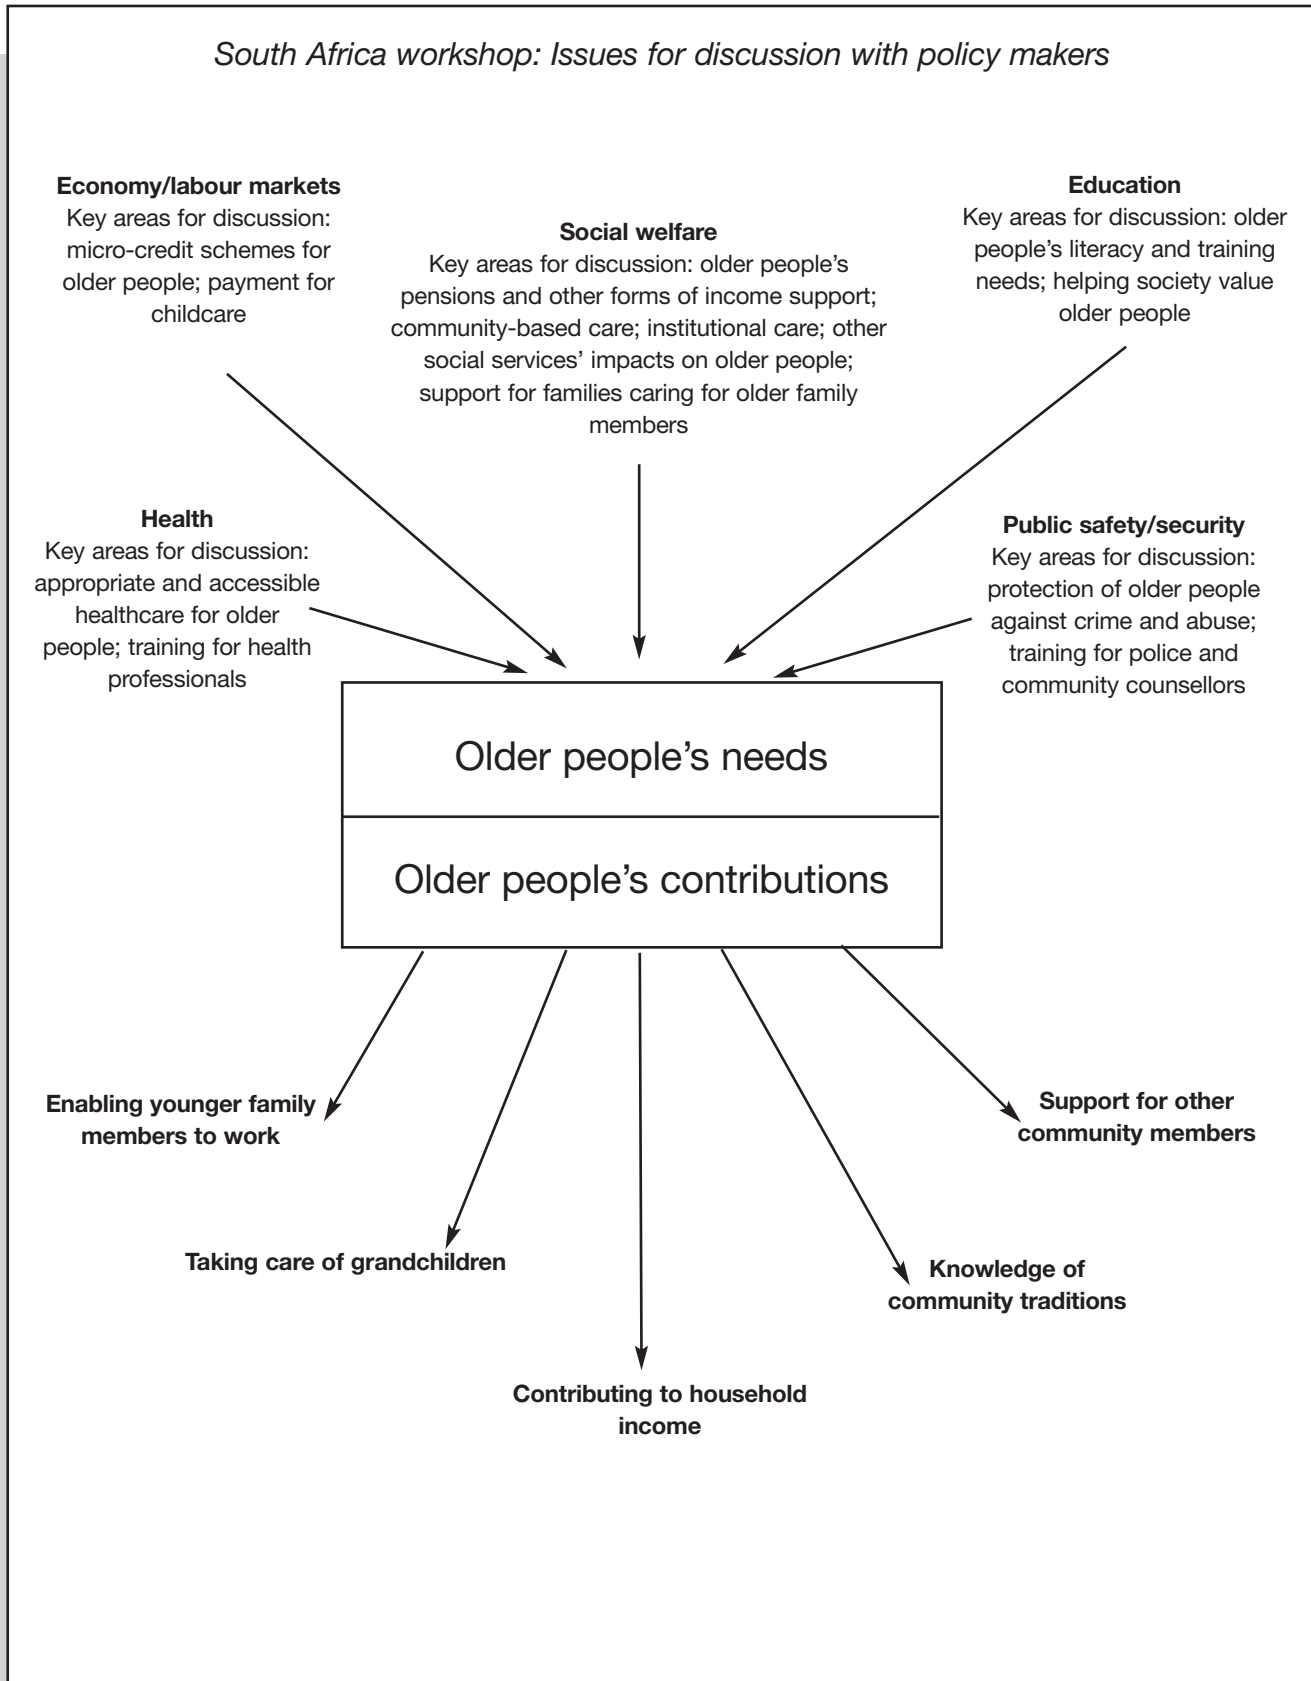 South Africa workshop: Issues for discussion with policy makers
Economy/labour markets
Key areas for discussion:
micro-credit schemes for
older people; payment for
childcare
Social welfare
Key areas for discussion: older people’s
pensions and other forms of income support;
community-based care; institutional care; other
social services’ impacts on older people;
support for families caring for older family
members
Education
Key areas for discussion: older
people’s literacy and training
needs; helping society value
older people
Health
Key areas for discussion:
appropriate and accessible
healthcare for older
people; training for health
professionals
Public safety/security
Key areas for discussion:
protection of older people
against crime and abuse;
training for police and
community counsellors
Older people’s needs
Older people’s contributions
Enabling younger family
members to work
Taking care of grandchildren
Contributing to household
income
Knowledge of
community traditions
Support for other
community members